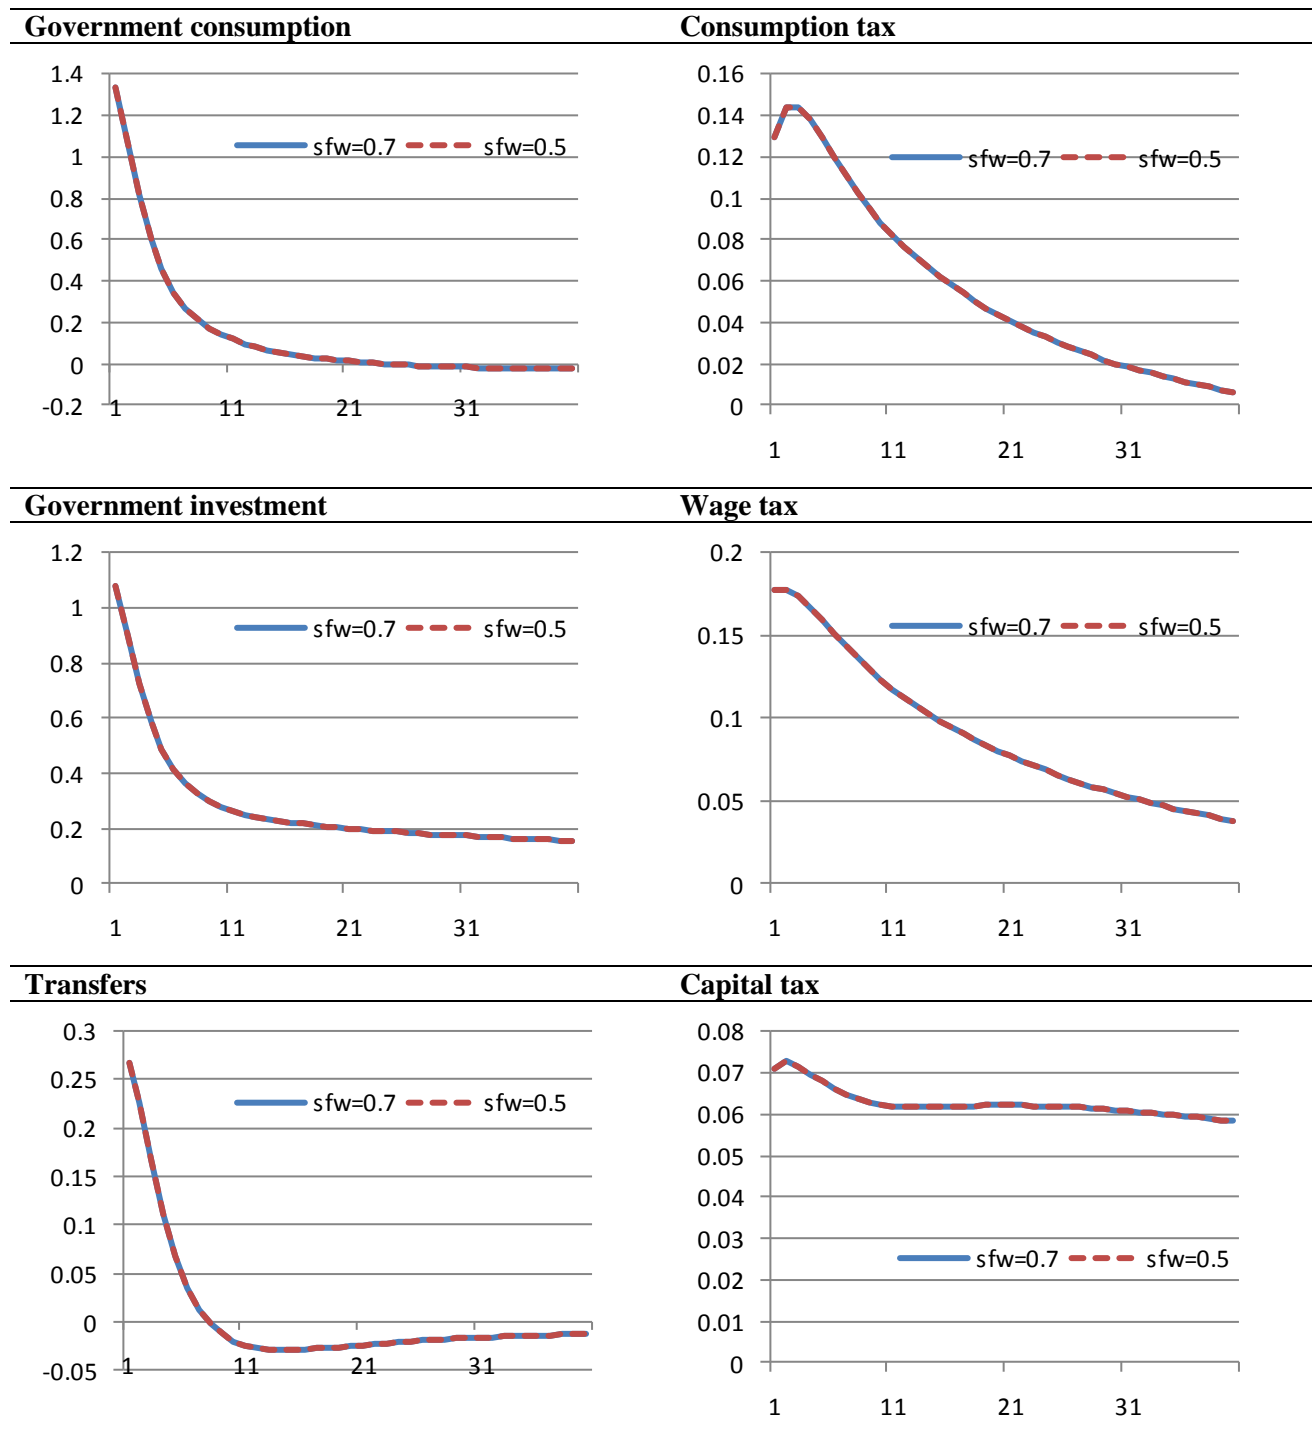 Government consumption
1.4
1.2
1
0.8
0.6
0.4
0.2
0
-0.2
sfw=0.7 sfw=0.5
1 11 21 31
Consumption tax
0.16
0.14
0.12
0.1
0.08
0.06
0.04
0.02
0
sfw=0.7 sfw=0.5
1 11 21 31
Government investment
1.2
1
0.8
0.6
0.4
0.2
0
sfw=0.7 sfw=0.5
1 11 21 31
Wage tax
0.2
0.15
0.1
0.05
0
sfw=0.7 sfw=0.5
1 11 21 31
Transfers
0.3
0.25
0.2
0.15
0.1
0.05
0
-0.05
sfw=0.7 sfw=0.5
1 11 21 31
Capital tax
0.08
0.07
0.06
0.05
0.04
0.03
0.02
0.01
0
sfw=0.7 sfw=0.5
1 11 21 31